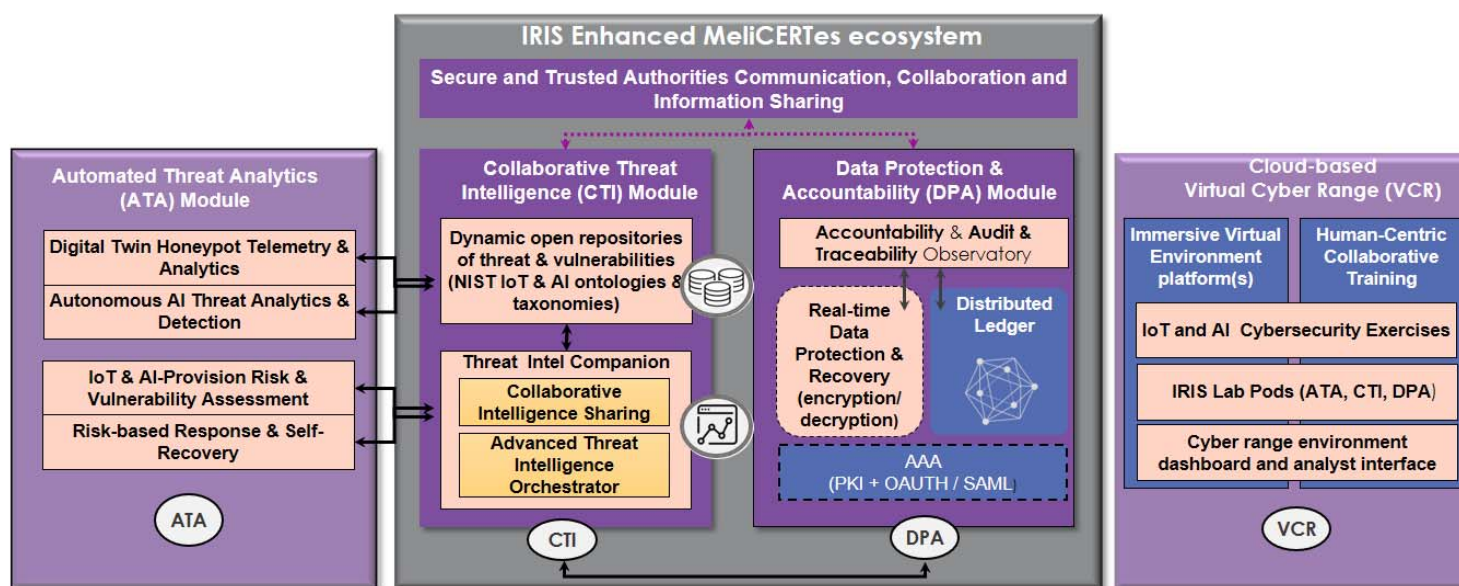 IRIS Enhanced MeliCERTes ecosystem
Secure and Trusted Authorities Communication, Collaboration and
Information Sharing
Automated Threat Analytics
(ATA) Module
Digital Twin Honeypot Telemetry &
Analytics
Autonomous AI Threat Analytics &
Detection
IoT & AI-Provision Risk &
Vulnerability Assessment
Risk-based Response & Self-
Recovery
ATA
Collaborative Threat
Intelligence (CTI) Module
Dynamic open repositories
of threat & vulnerabilities
(NIST IoT & AI ontologies &
taxonomies)
Threat Intel Companion
Collaborative
Intelligence Sharing
Advanced Threat
Intelligence
Orchestrator
CTI
Data Protection &
Accountability (DPA) Module
Accountability & Audit &
Traceability Observatory
Real-time
Data
Protection &
Recovery
(encryption/
decryption)
Distributed
Ledger
AAA
(PKI + OAUTH / SAML)
DPA
Cloud-based
Virtual Cyber Range (VCR)
Immersive Virtual
Environment
platform(s)
Human-Centric
Collaborative
Training
IoT and AI Cybersecurity Exercises
IRIS Lab Pods (ATA, CTI, DPA)
Cyber range environment
dashboard and analyst interface
VCR